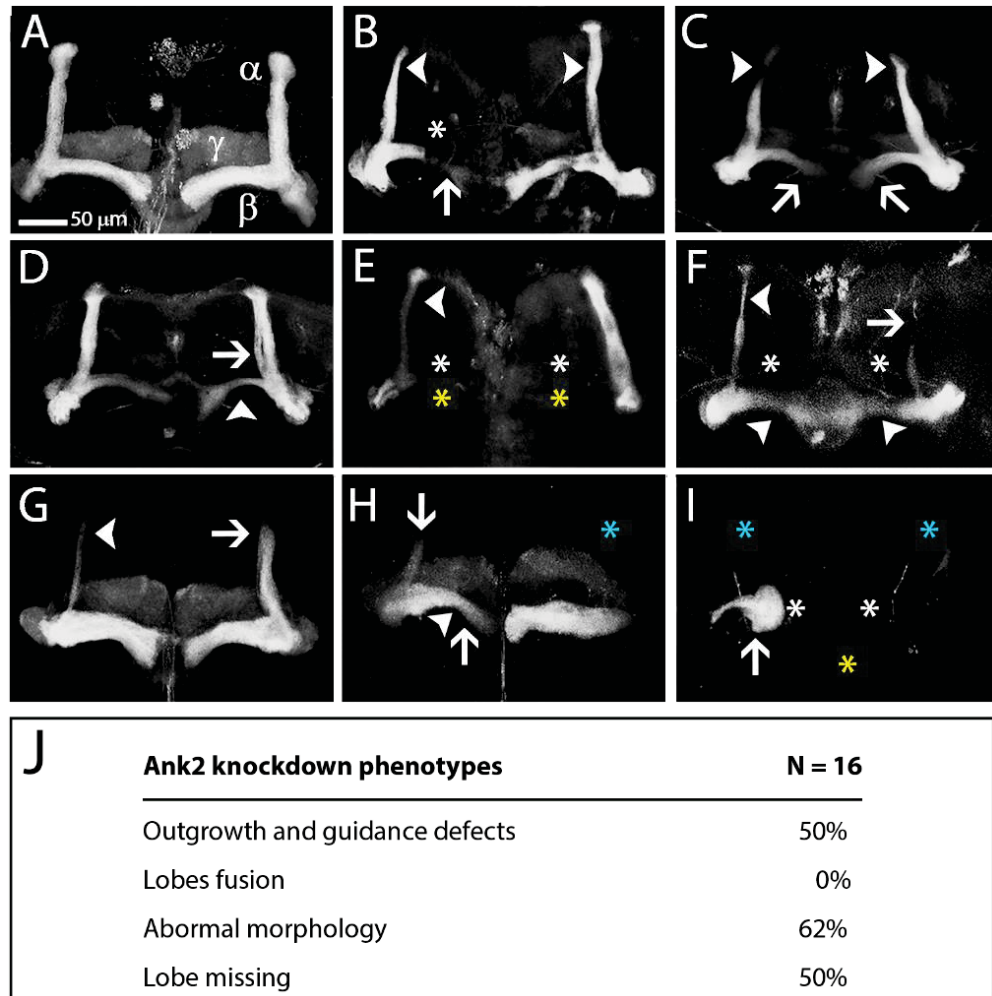 A
α
γ
β
50 µm
B
C
D
E
F
G
H
I
J
Ank2 knockdown phenotypes N = 16
Outgrowth and guidance defects 50%
Lobes fusion 0%
Abormal morphology 62%
Lobe missing 50%